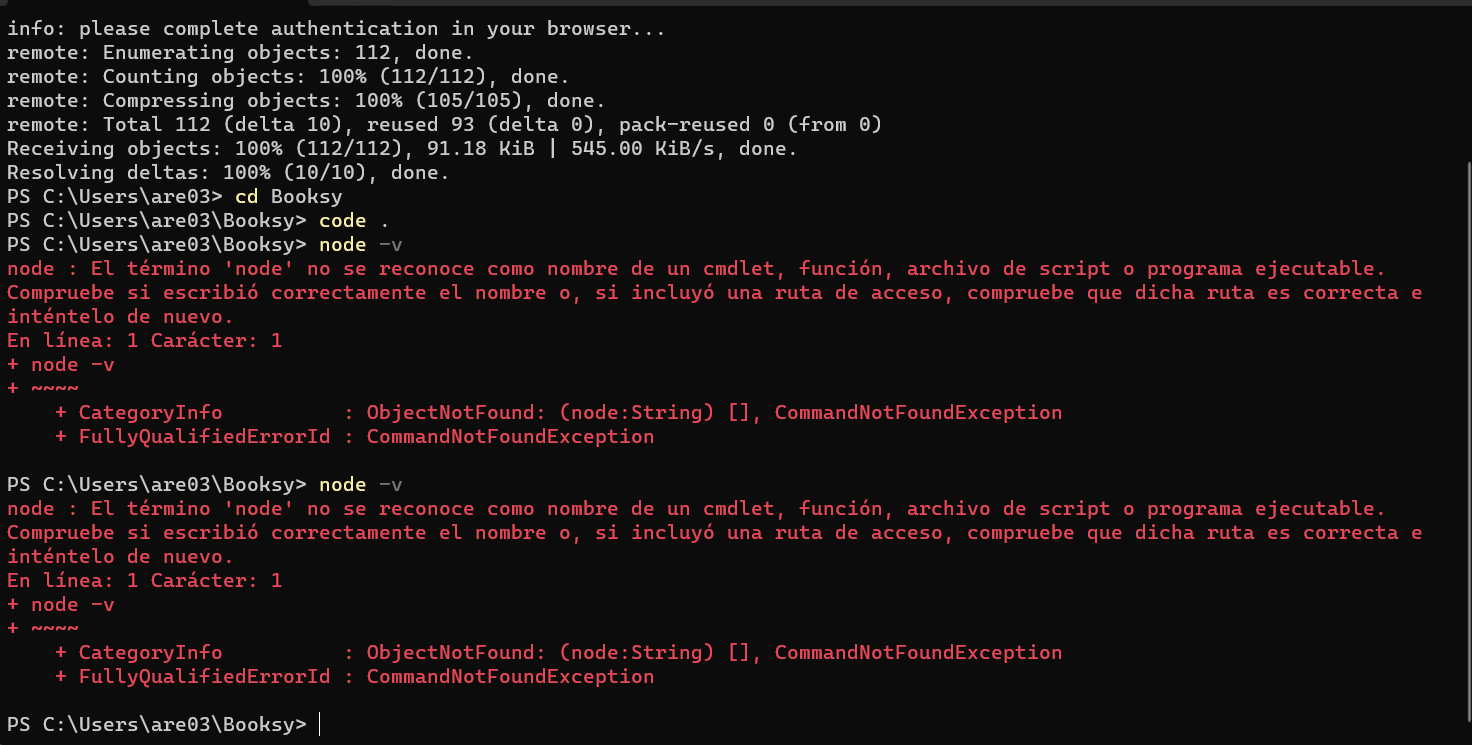 info: please complete authentication in your browser...
remote: Enumerating objects: 112, done.
remote: Counting objects: 100% (112/112), done.
remote: Compressing objects: 100% (105/105), done.
remote: Total 112 (delta 10), reused 93 (delta 0), pack-reused 0 (from 0)
Receiving objects: 100% (112/112), 91.18 KiB | 545.00 KiB/s, done.
Resolving deltas: 100% (10/10), done.
PS C:\Users\are03> cd Booksy
PS C:\Users\are03\Booksy> code .
PS C:\Users\are03\Booksy> node -v
node : El término 'node' no se reconoce como nombre de un cmdlet, función, archivo de script o programa ejecutable.
Compruebe si escribió correctamente el nombre o, si incluyó una ruta de acceso, compruebe que dicha ruta es correcta e
inténtelo de nuevo.
En línea: 1 Carácter: 1
+ node -v
+ ~~~~
    + CategoryInfo          : ObjectNotFound: (node:String) [], CommandNotFoundException
    + FullyQualifiedErrorId : CommandNotFoundException

PS C:\Users\are03\Booksy> node -v
node : El término 'node' no se reconoce como nombre de un cmdlet, función, archivo de script o programa ejecutable.
Compruebe si escribió correctamente el nombre o, si incluyó una ruta de acceso, compruebe que dicha ruta es correcta e
inténtelo de nuevo.
En línea: 1 Carácter: 1
+ node -v
+ ~~~~
    + CategoryInfo          : ObjectNotFound: (node:String) [], CommandNotFoundException
    + FullyQualifiedErrorId : CommandNotFoundException

PS C:\Users\are03\Booksy>